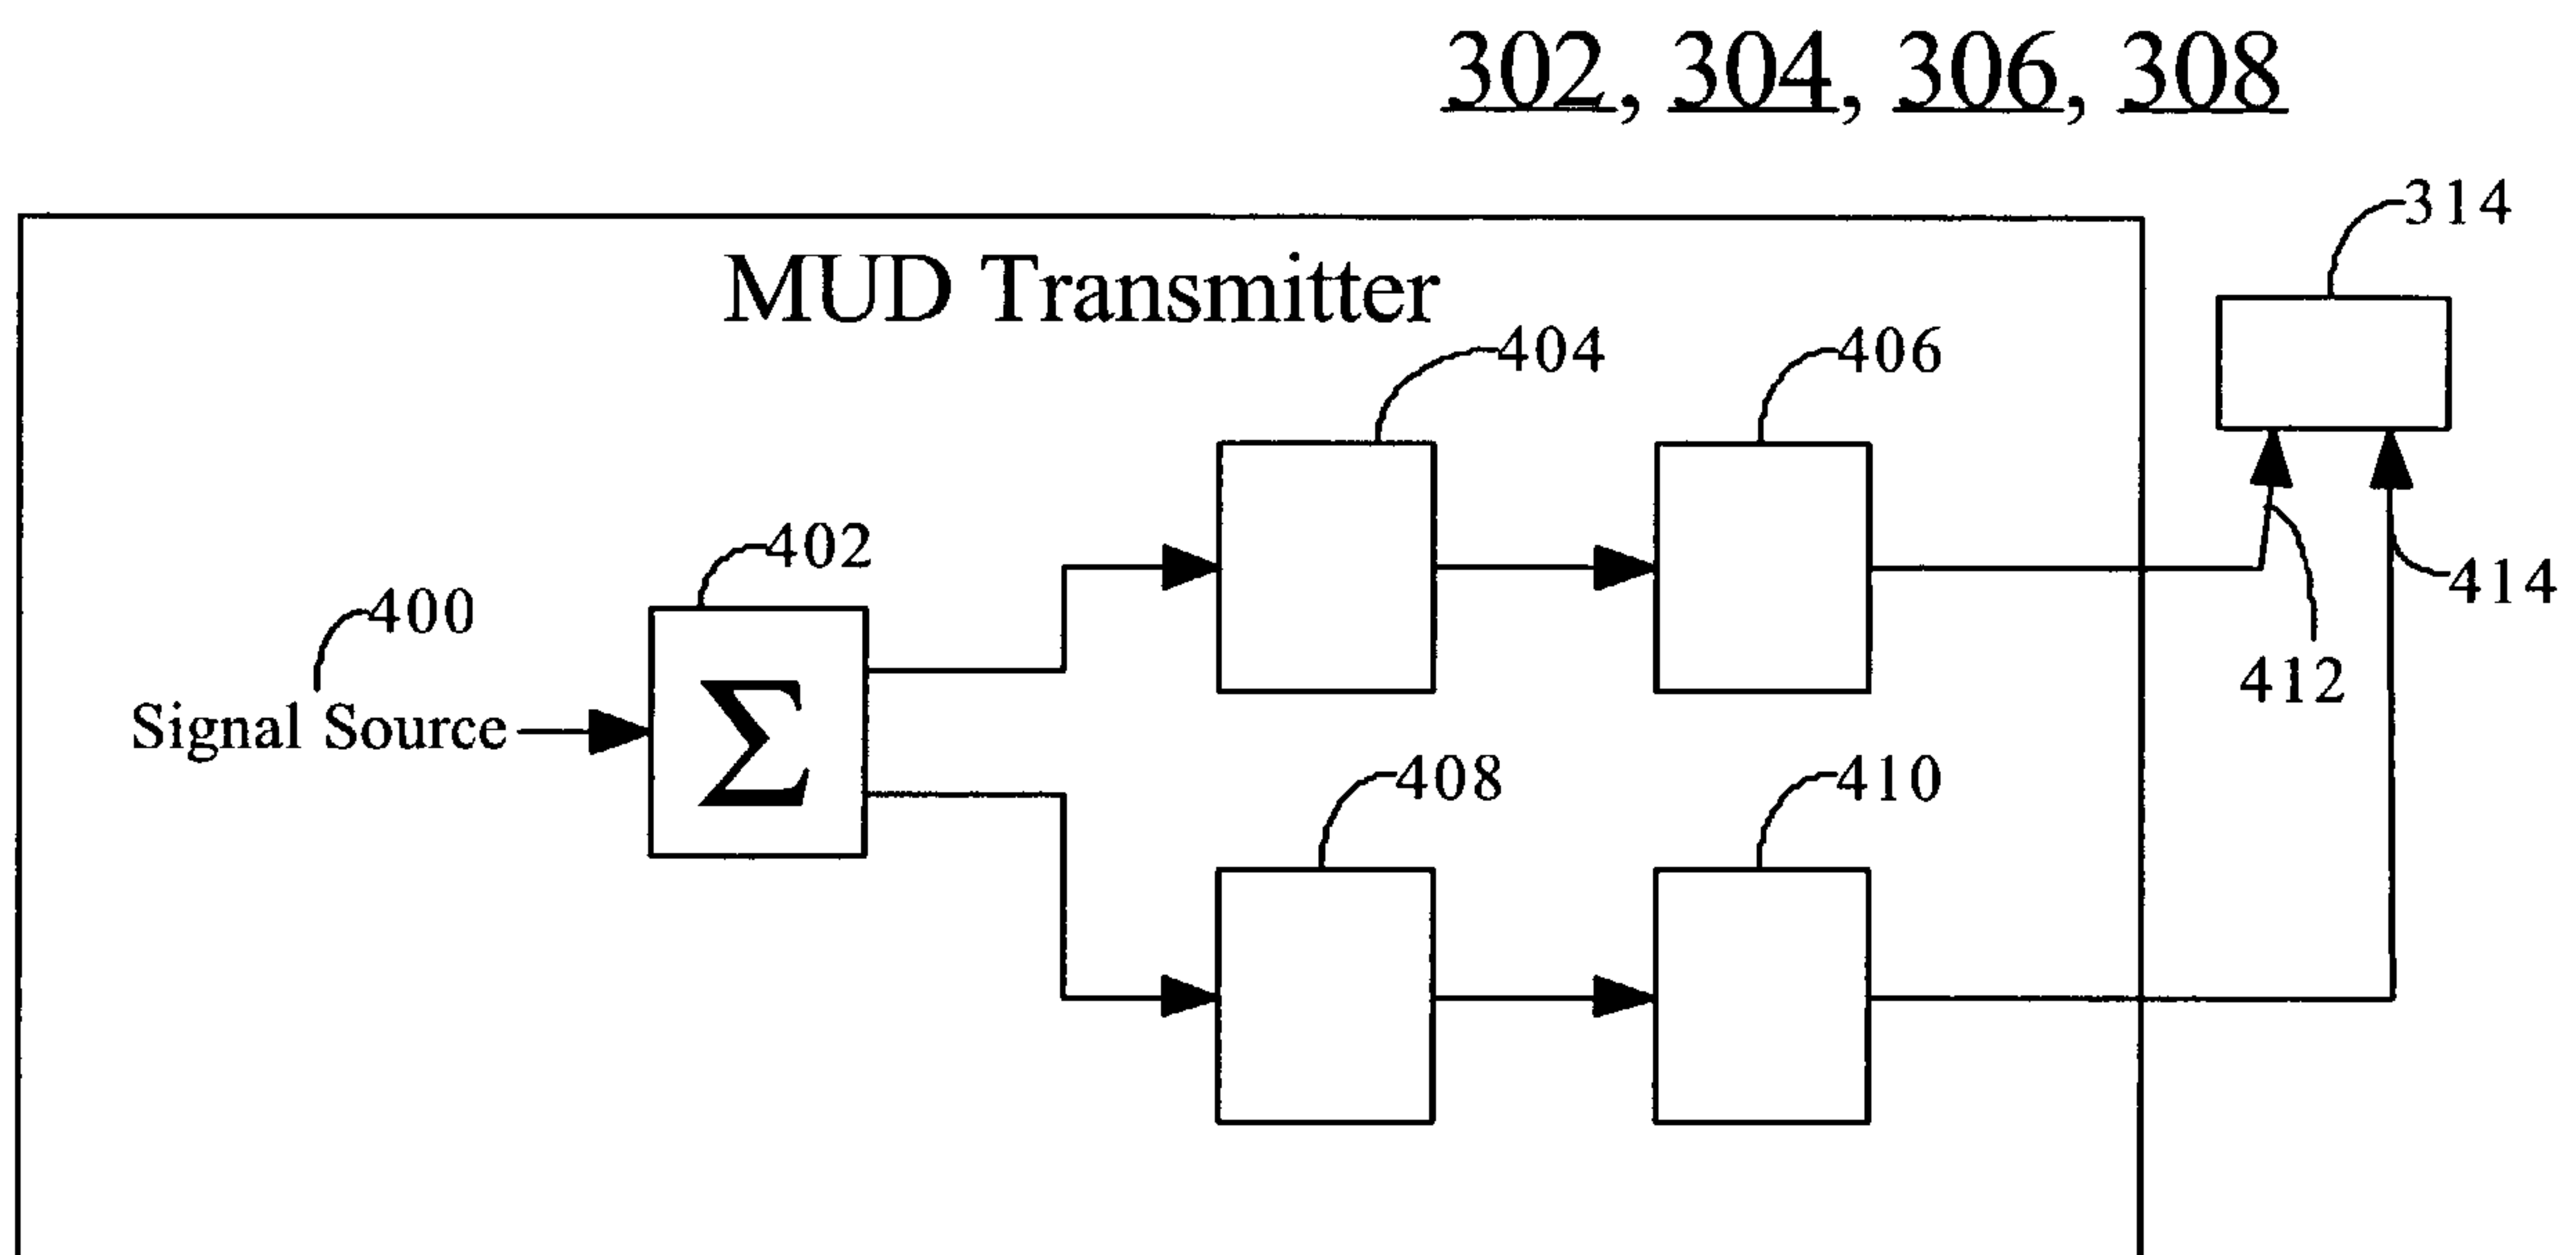 302, 304, 306, 308
314
MUD Transmitter
404
406
402
414
400
412
Signal Source
Σ
408
410